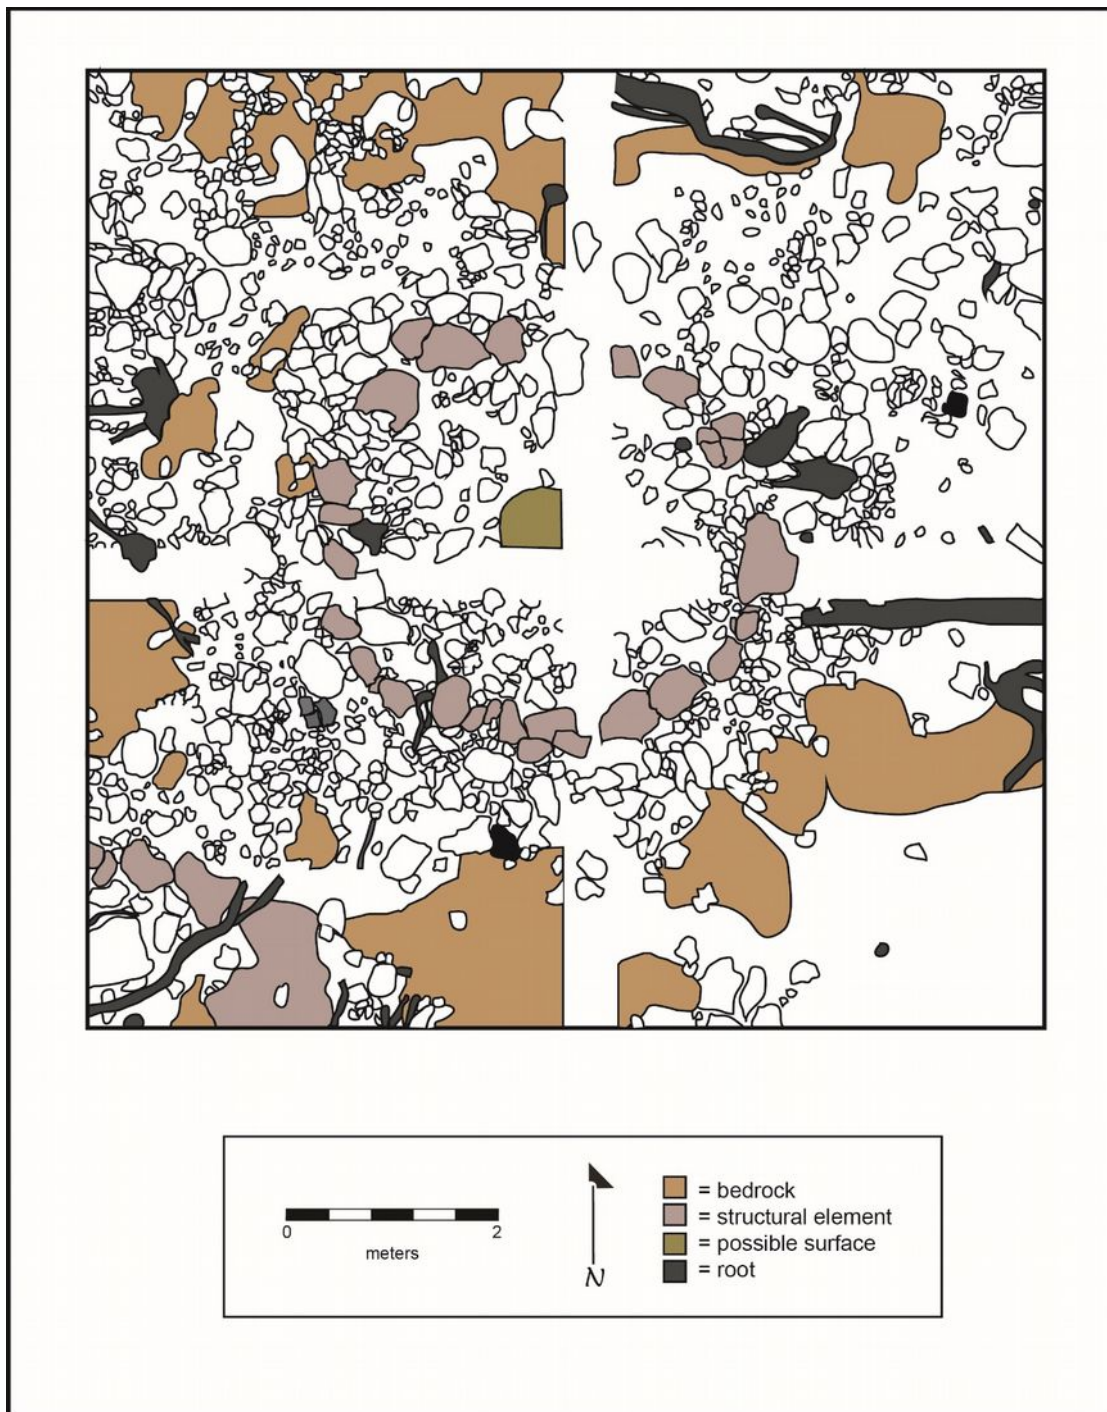 0 2
meters
N
= bedrock
= structural element
= possible surface
= root